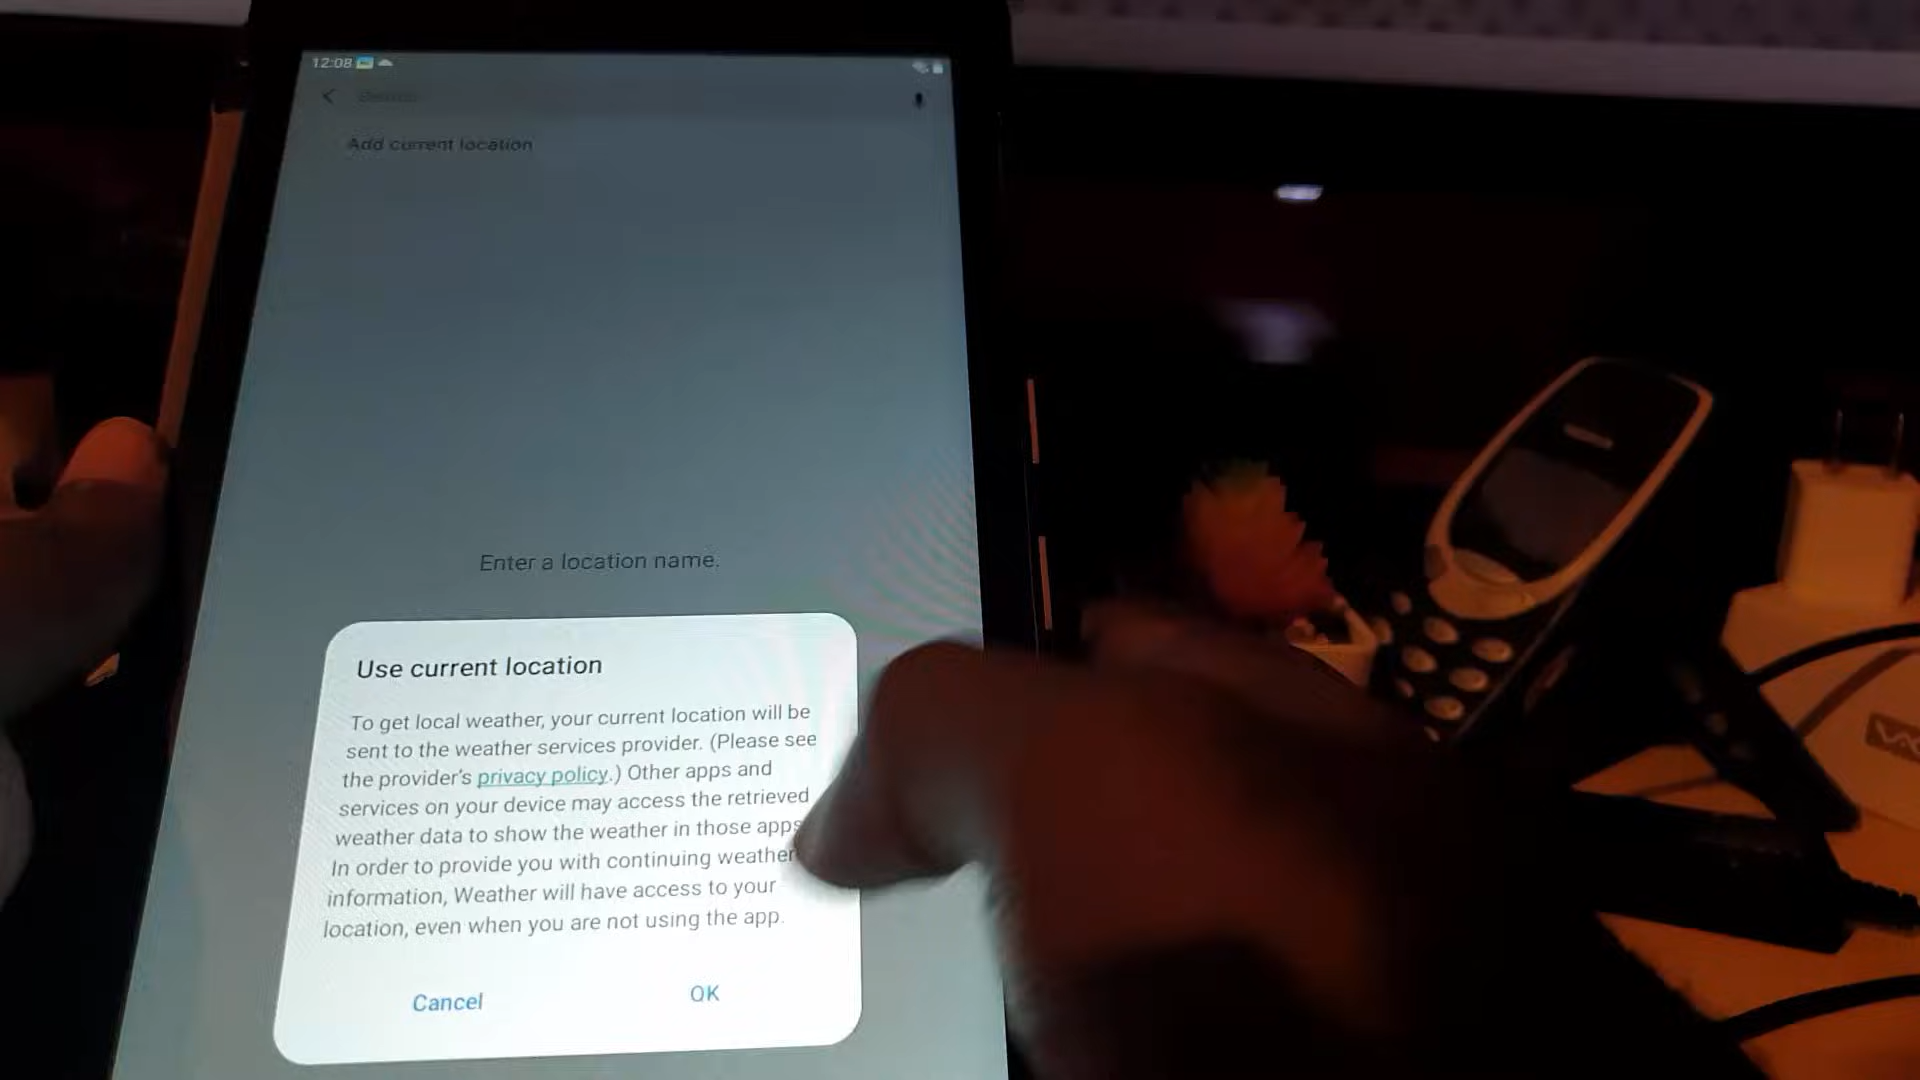 12:08
Search
Add current location
Enter a location name.
Use current location
To get local weather, your current location will be
sent to the weather services provider. (Please see
the provider's privacy policy.) Other apps and
services on your device may access the retrieved
weather data to show the weather in those apps
In order to provide you with continuing weather
information, Weather will have access to your
location, even when you are not using the app.
Cancel
OK